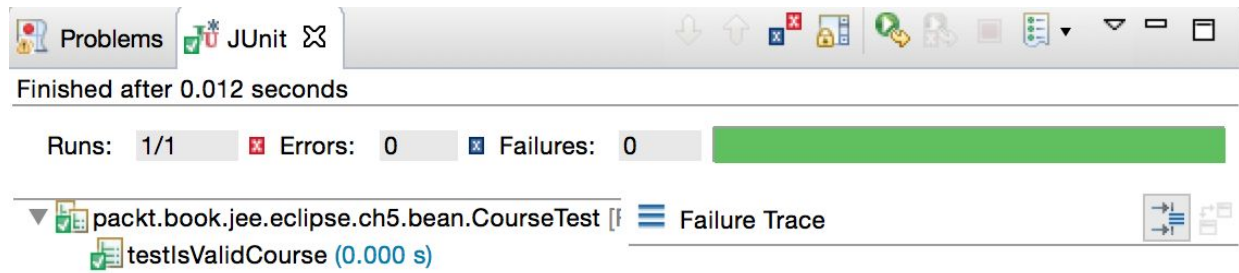 Problems JUnit
Finished after 0.012 seconds
Runs: 1/1 Errors: 0 Failures: 0
packt.book.jee.eclipse.ch5.bean.CourseTest [ Failure Trace
testIsValidCourse (0.000 s)